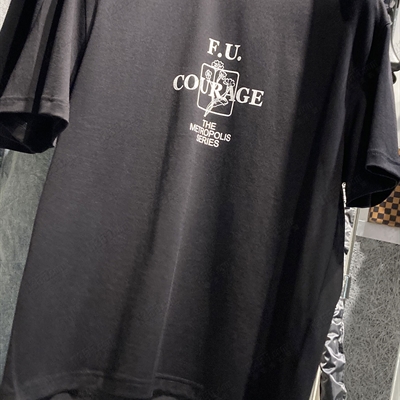 F.U.
COURAGE
THE
METROPOLIS
SERIES